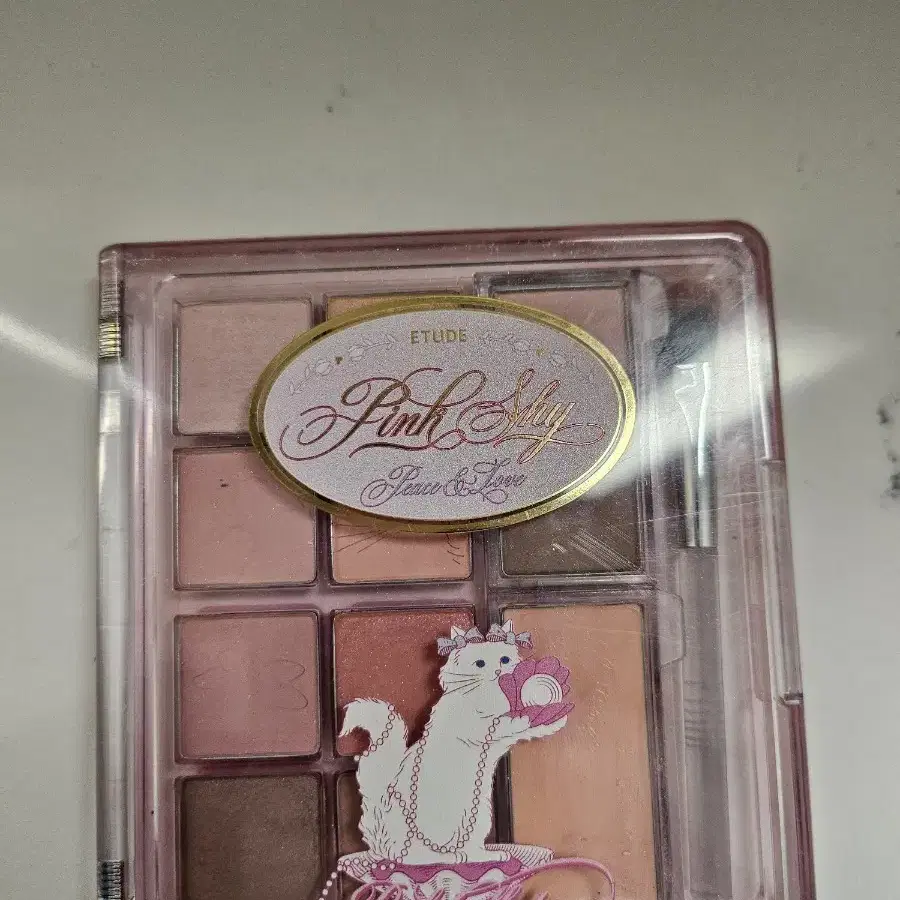 ETUDE
Pink Shy
Peace & Love